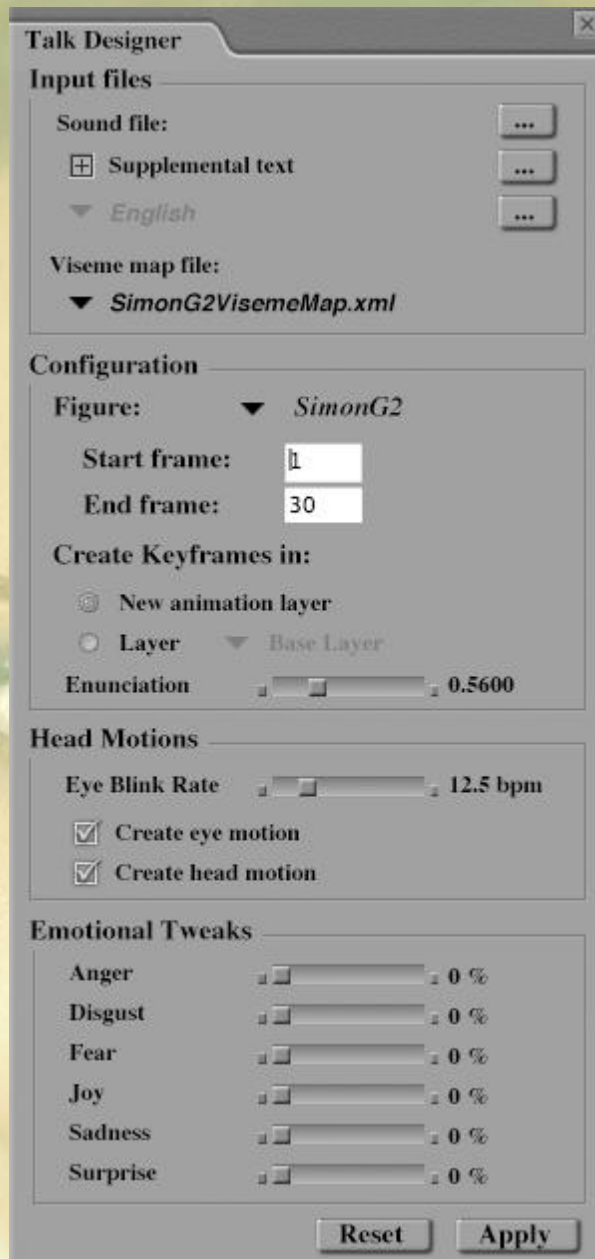 Talk Designer
Input files
Sound file: ...
Supplemental text ...
English ...
Viseme map file:
SimonG2VisemeMap.xml
Configuration
Figure: SimonG2
Start frame: 1
End frame: 30
Create Keyframes in:
New animation layer
Layer Base Layer
Enunciation 0.5600
Head Motions
Eye Blink Rate 12.5 bpm
Create eye motion
Create head motion
Emotional Tweaks
Anger 0 %
Disgust 0 %
Fear 0 %
Joy 0 %
Sadness 0 %
Surprise 0 %
Reset Apply